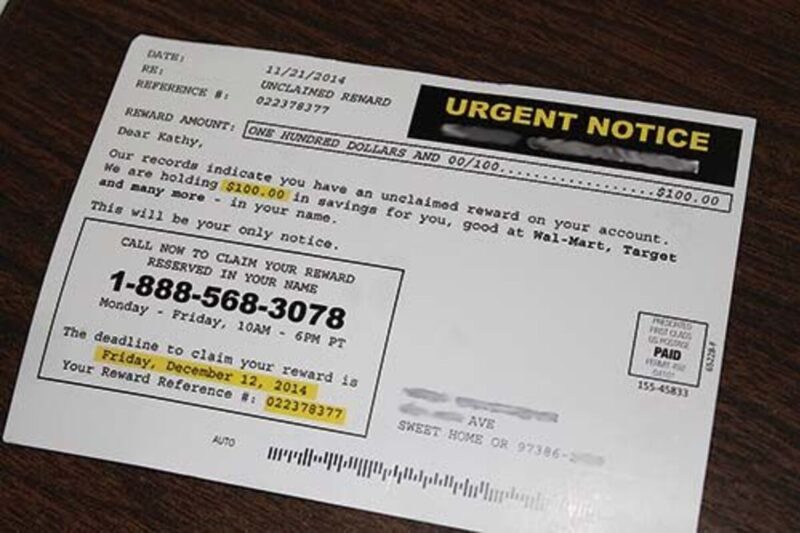 DATE: 11/21/2014
RE: UNCLAIMED REWARD
REFERENCE #: 022378377
URGENT NOTICE
REWARD AMOUNT: ONE HUNDRED DOLLARS AND 00/100....................$100.00
Dear Kathy,
Our records indicate you have an unclaimed reward on your account.
We are holding $100.00 in savings for you, good at Wal-Mart, Target
and many more - in your name.
This will be your only notice.
CALL NOW TO CLAIM YOUR REWARD
RESERVED IN YOUR NAME
1-888-568-3078
Monday - Friday, 10AM - 6PM PT
The deadline to claim your reward is
Friday, December 12, 2014
Your Reward Reference #: 022378377
PRESORTED
FIRST CLASS
US POSTAGE
PAID
155-45833
AVE
SWEET HOME OR 97386-
AUTO